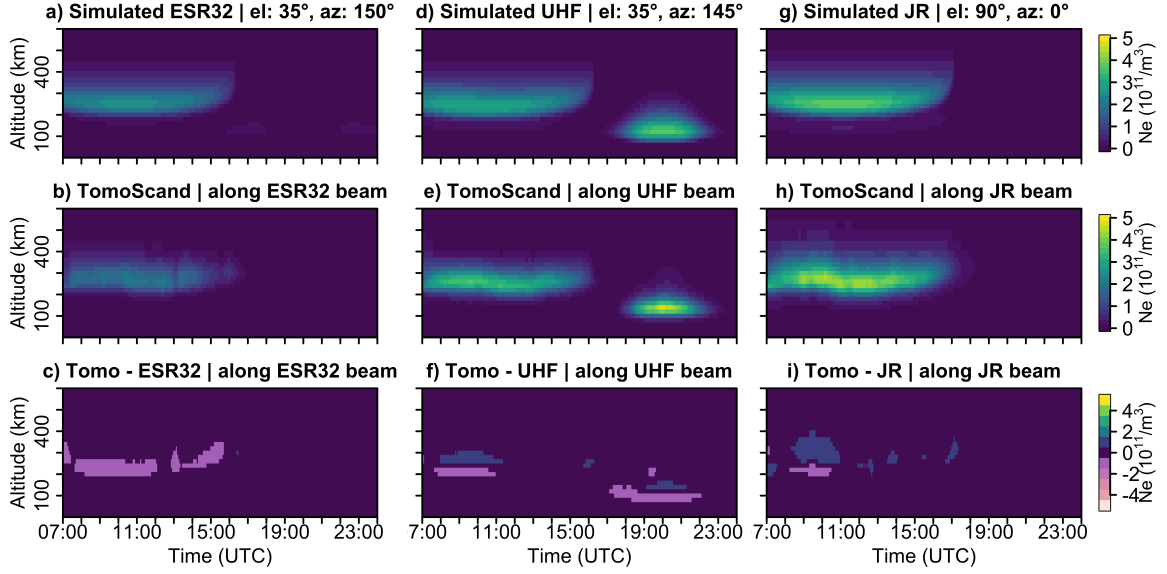 a) Simulated ESR32 | el: 35°, az: 150°
d) Simulated UHF | el: 35°, az: 145°
g) Simulated JR | el: 90°, az: 0°
Altitude (km)
400
100
5
4
3
2
1
0
Ne (10¹¹/m³)
b) TomoScand | along ESR32 beam
e) TomoScand | along UHF beam
h) TomoScand | along JR beam
Altitude (km)
400
100
5
4
3
2
1
0
Ne (10¹¹/m³)
c) Tomo - ESR32 | along ESR32 beam
f) Tomo - UHF | along UHF beam
i) Tomo - JR | along JR beam
Altitude (km)
400
100
4
2
0
-2
-4
Ne (10¹¹/m³)
07:00 11:00 15:00 19:00 23:00
7:00 11:00 15:00 19:00 23:00
7:00 11:00 15:00 19:00 23:00
Time (UTC)
Time (UTC)
Time (UTC)